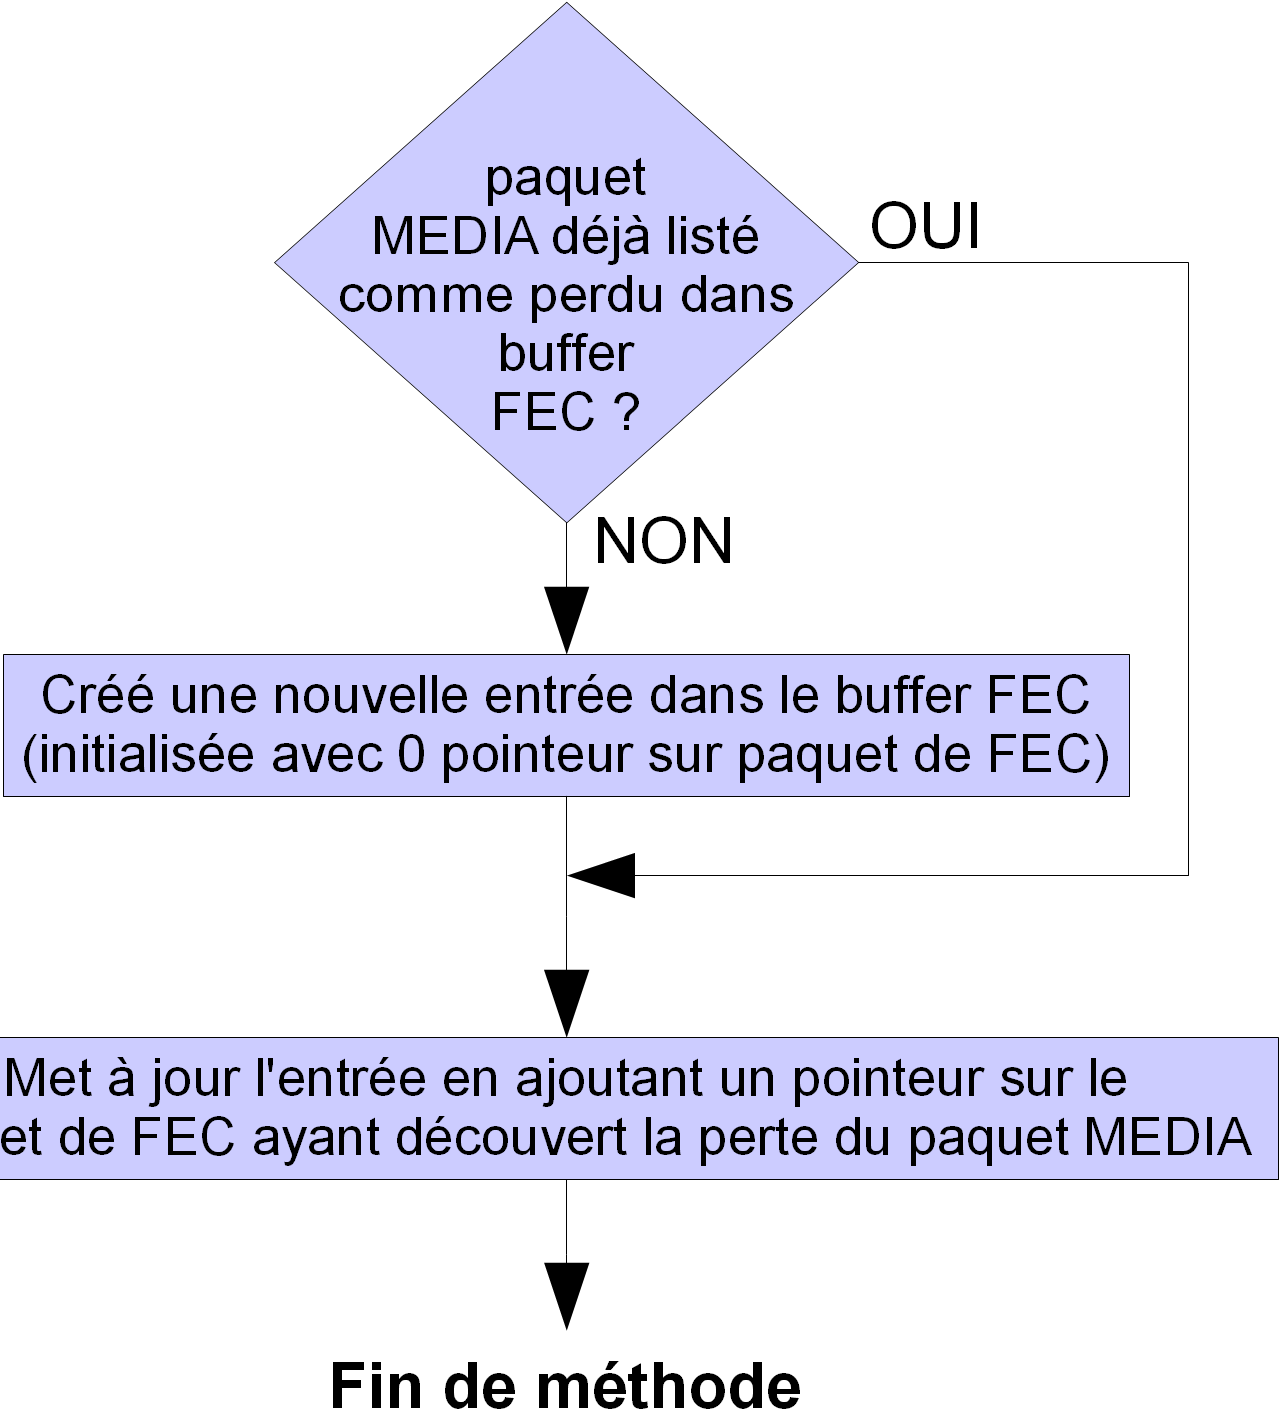 paquet
MEDIA déjà listé
comme perdu dans
buffer
FEC ?
OUI
NON
Créé une nouvelle entrée dans le buffer FEC
(initialisée avec 0 pointeur sur paquet de FEC)
Met à jour l'entrée en ajoutant un pointeur sur le
et de FEC ayant découvert la perte du paquet MEDIA
Fin de méthode